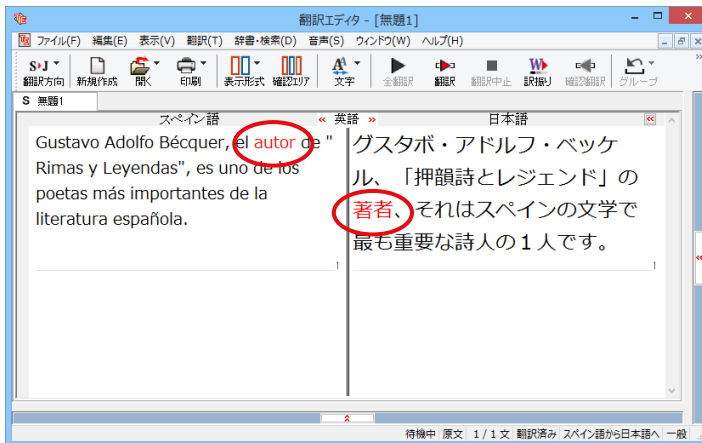 翻訳エディタ - [無題1]
ファイル(F) 編集(E) 表示(V) 翻訳(T) 辞書・検索(D) 音声(S) ウィンドウ(W) ヘルプ(H)
S›J
翻訳方向 新規作成 開く 印刷 表示形式 確認エリア 文字 全翻訳 翻訳 翻訳中止 訳振り 確認翻訳 グループ
S 無題1
スペイン語 « 英語 » 日本語 «
Gustavo Adolfo Bécquer, el autor de "
Rimas y Leyendas", es uno de los
poetas más importantes de la
literatura española.
1
グスタボ・アドルフ・ベッケ
ル、「押韻詩とレジェンド」の
著者、それはスペインの文学で
最も重要な詩人の1人です。
1
待機中 原文 1 / 1 文 翻訳済み スペイン語から日本語へ 一般